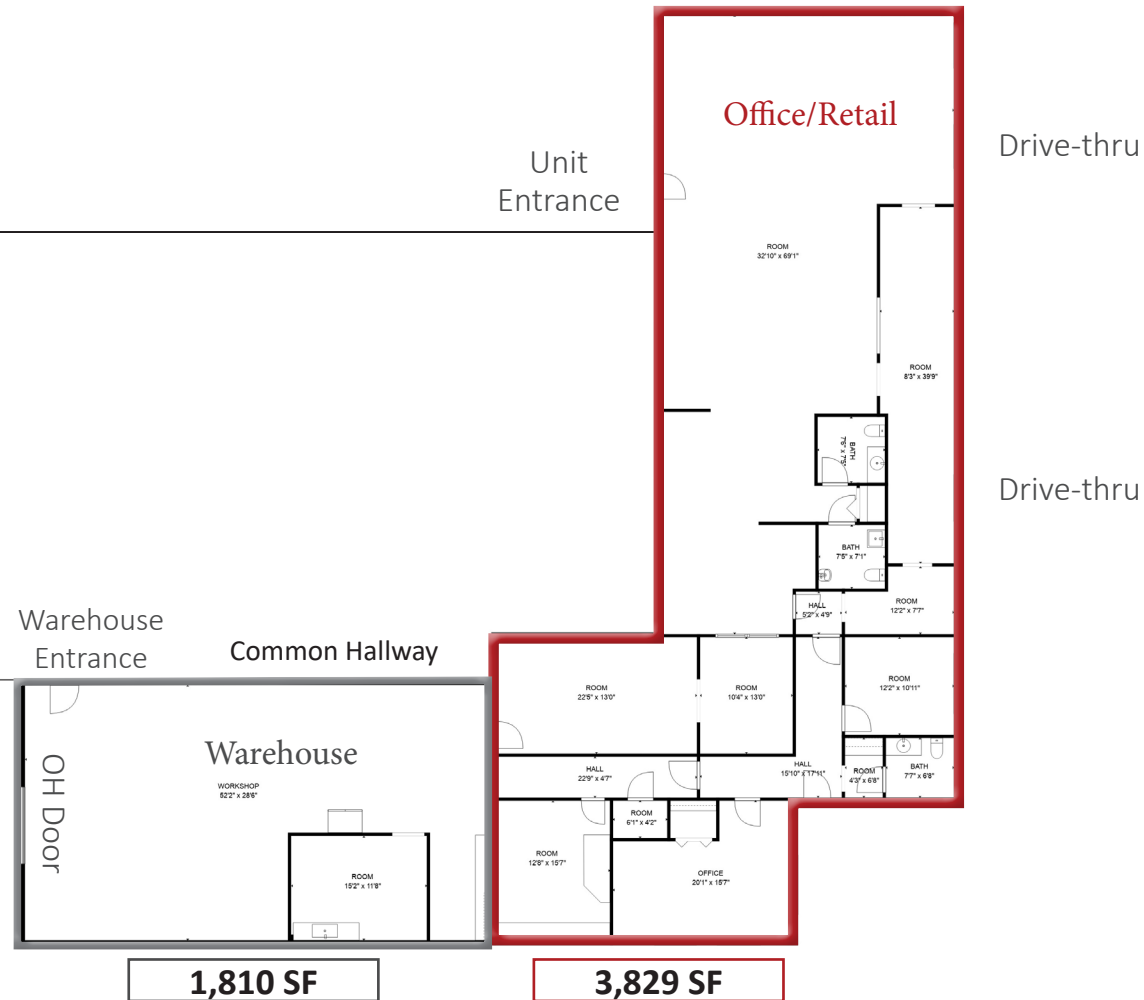 Office/Retail
Drive-thru
Unit
Entrance
ROOM
32'10" x 69'1"
ROOM
8'3" x 39'9"
BATH
7'6" x 7'5"
Drive-thru
BATH
7'5" x 7'1"
HALL
5'2" x 4'9"
ROOM
12'2" x 7'7"
Warehouse
Entrance
Common Hallway
ROOM
22'5" x 13'0"
ROOM
10'4" x 13'0"
ROOM
12'2" x 10'11"
Warehouse
WORKSHOP
52'2" x 28'6"
OH Door
HALL
22'9" x 4'7"
HALL
15'10" x 17'11"
ROOM
4'3" x 6'8"
BATH
7'7" x 6'8"
ROOM
6'1" x 4'2"
ROOM
12'8" x 15'7"
OFFICE
20'1" x 15'7"
ROOM
15'2" x 11'8"
1,810 SF
3,829 SF